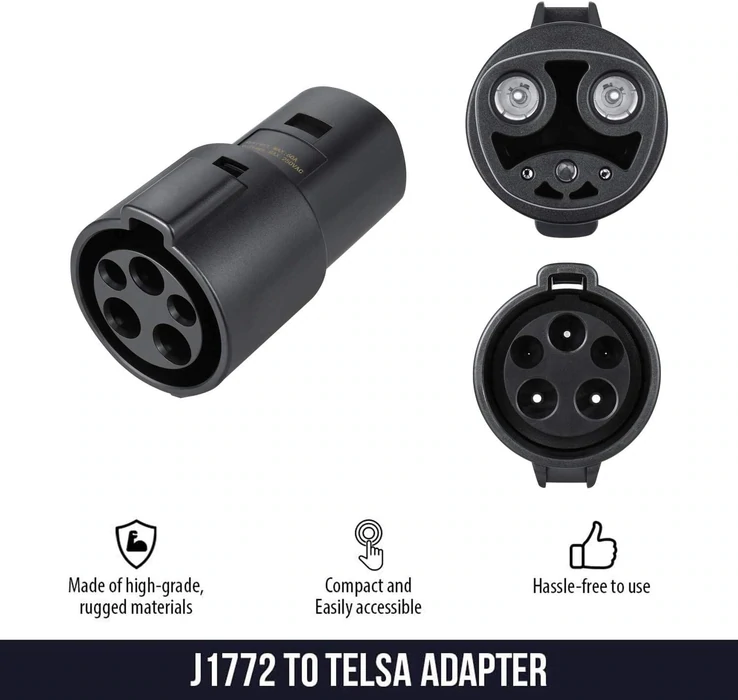 Made of high-grade,
rugged materials
Compact and
Easily accessible
Hassle-free to use
J1772 TO TELSA ADAPTER